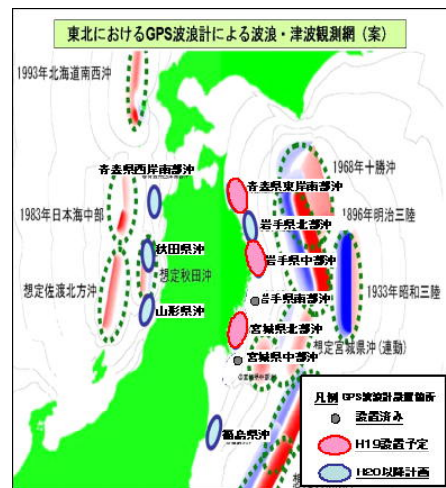 東北におけるGPS波浪計による波浪・津波観測網(案)
1993年北海道南西沖
青森県西岸南部沖
1968年十勝沖
青森県東岸南部沖
1983年日本海中部
岩手県北部沖
1896年明治三陸
秋田県沖
岩手県中部沖
想定秋田沖
想定佐渡北方沖
岩手県南部沖
1933年昭和三陸
山形県沖
宮城県北部沖
想定宮城県沖(連動)
宮城県中部沖
福島県沖
凡例 GPS波浪計設置箇所
設置済み
H19設置予定
H20以降計画